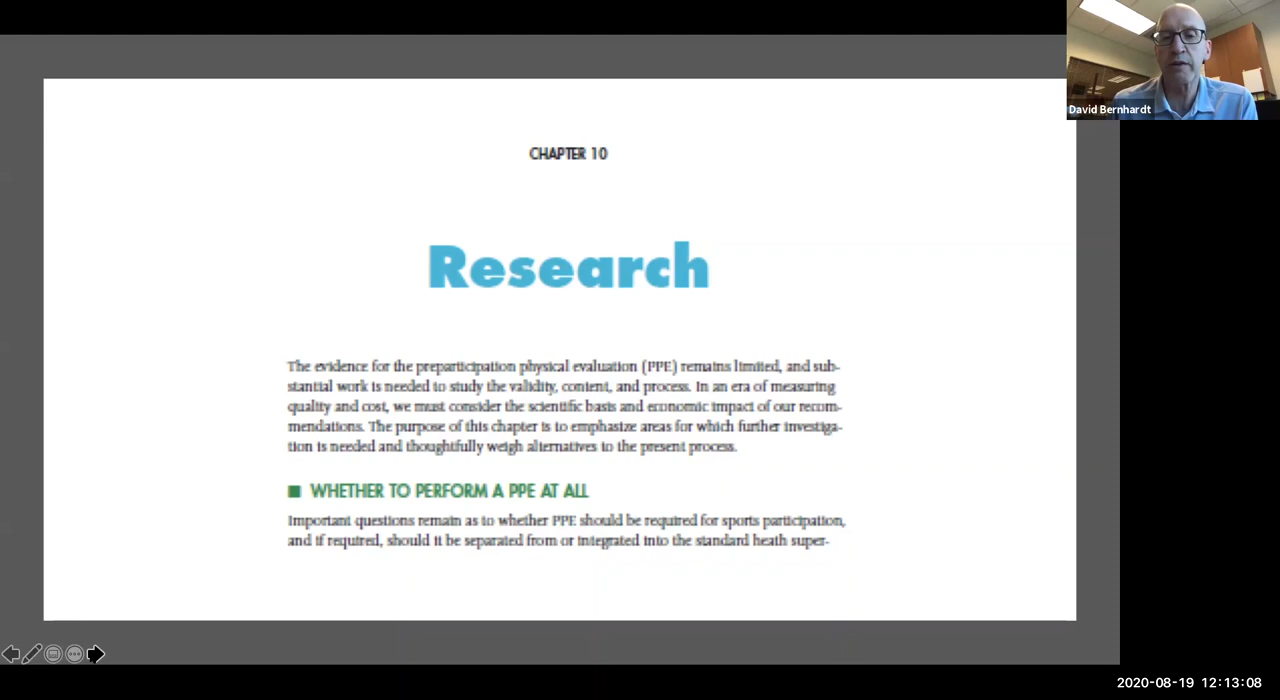 David Bernhardt
CHAPTER 10
Research
The evidence for the preparticipation physical evaluation (PPE) remains limited, and sub-
stantial work is needed to study the validity, content, and process. In an era of measuring
quality and cost, we must consider the scientific basis and economic impact of our recom-
mendations. The purpose of this chapter is to emphasize areas for which further investiga-
tion is needed and thoughtfully weigh alternatives to the present process.
■ WHETHER TO PERFORM A PPE AT ALL
Important questions remain as to whether PPE should be required for sports participation,
and if required, should it be separated from or integrated into the standard heath super-
2020-08-19 12:13:08